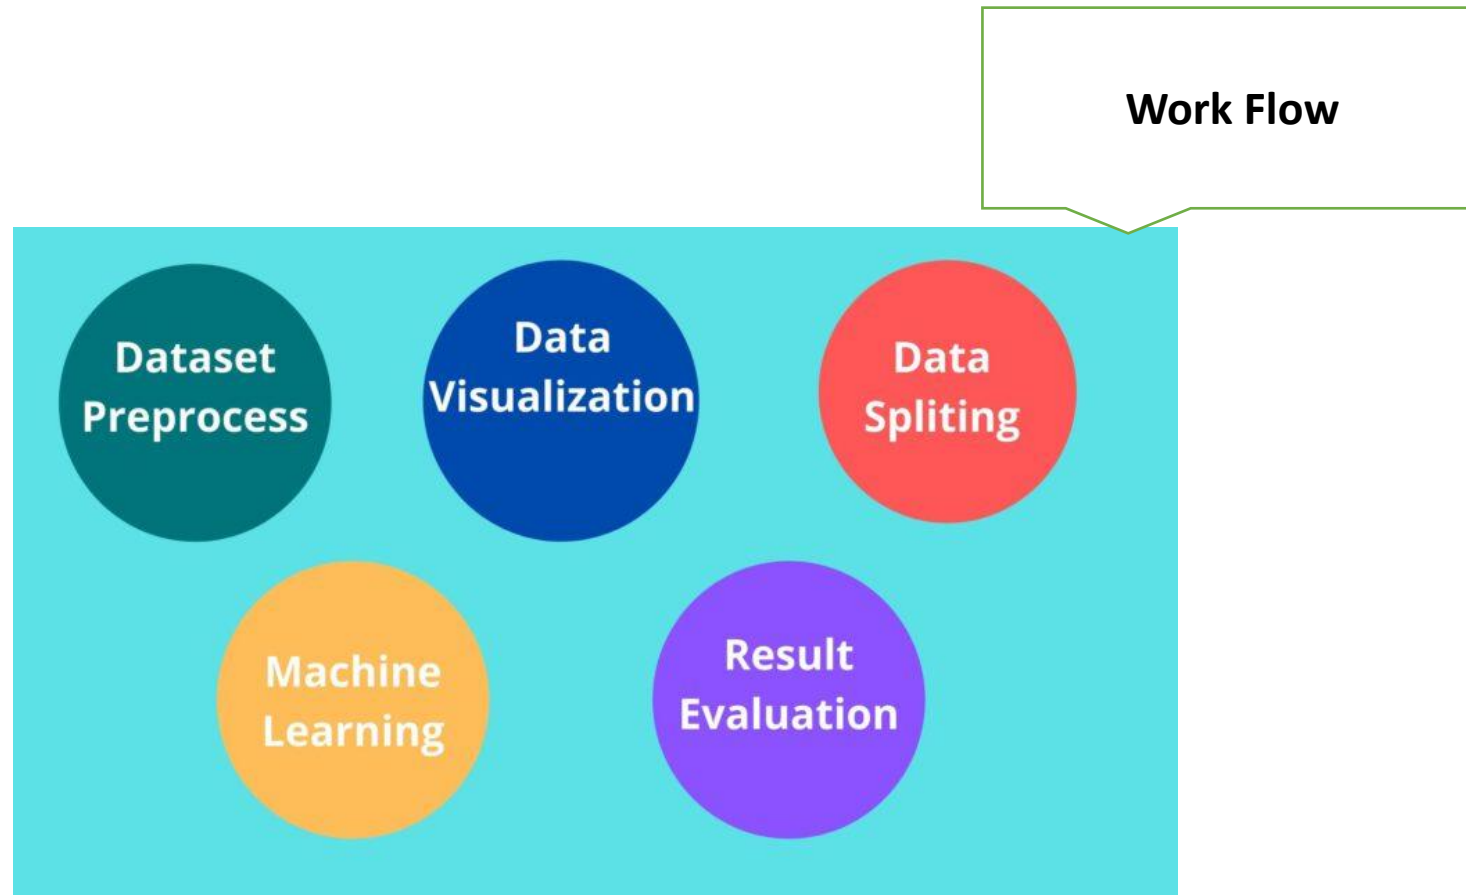 Work Flow
Dataset
Preprocess
Data
Visualization
Data
Spliting
Machine
Learning
Result
Evaluation